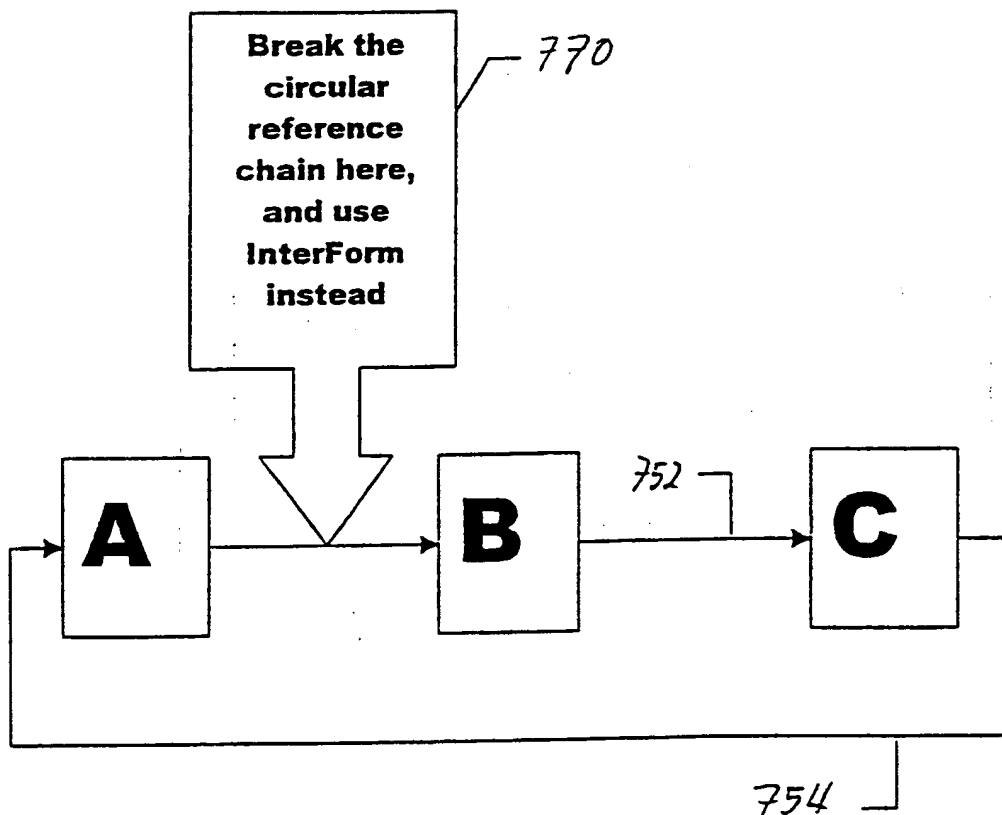 Break the
circular
reference
chain here,
and use
InterForm
instead
770
A
B
752
C
754